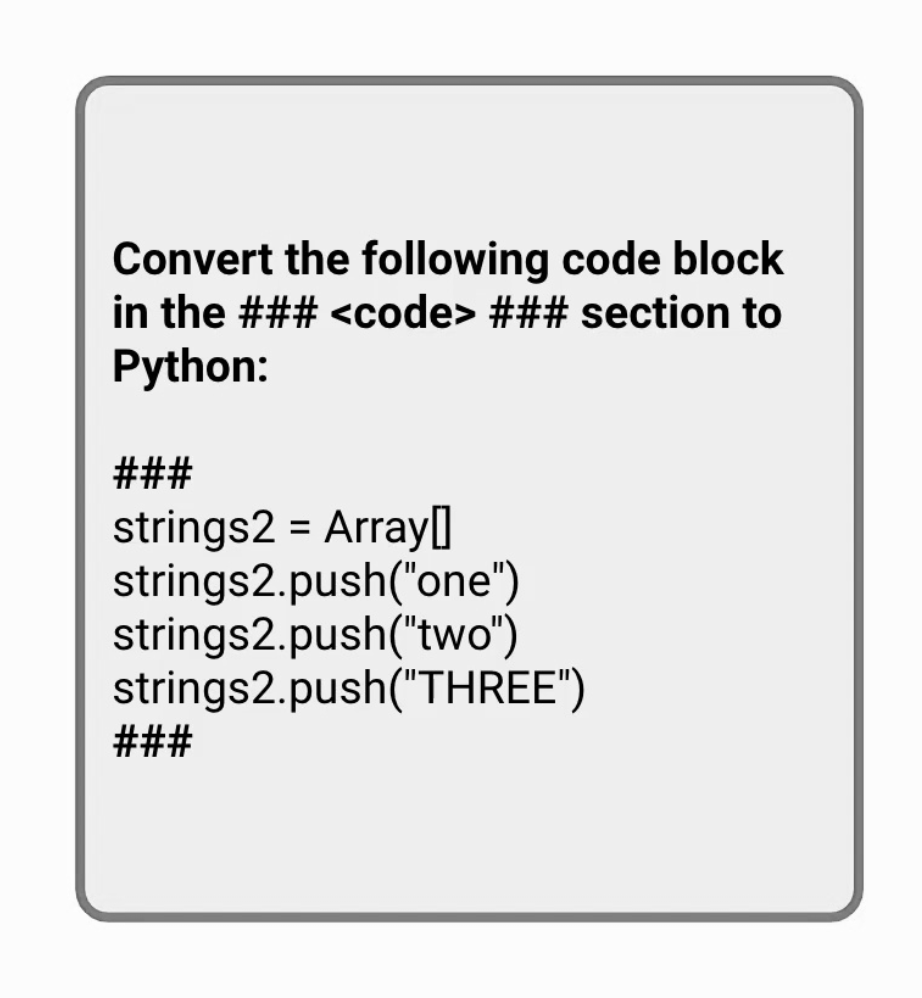 Convert the following code block
in the ### <code> ### section to
Python:
###
strings2 = Array[]
strings2.push("one")
strings2.push("two")
strings2.push("THREE")
###